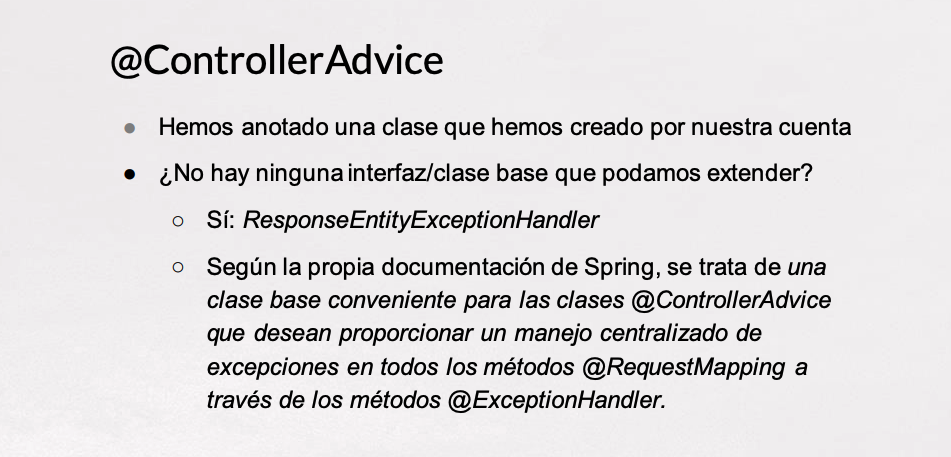 @ControllerAdvice
● Hemos anotado una clase que hemos creado por nuestra cuenta
● ¿No hay ninguna interfaz/clase base que podamos extender?
○ Sí: ResponseEntityExceptionHandler
○ Según la propia documentación de Spring, se trata de una
clase base conveniente para las clases @ControllerAdvice
que desean proporcionar un manejo centralizado de
excepciones en todos los métodos @RequestMapping a
través de los métodos @ExceptionHandler.